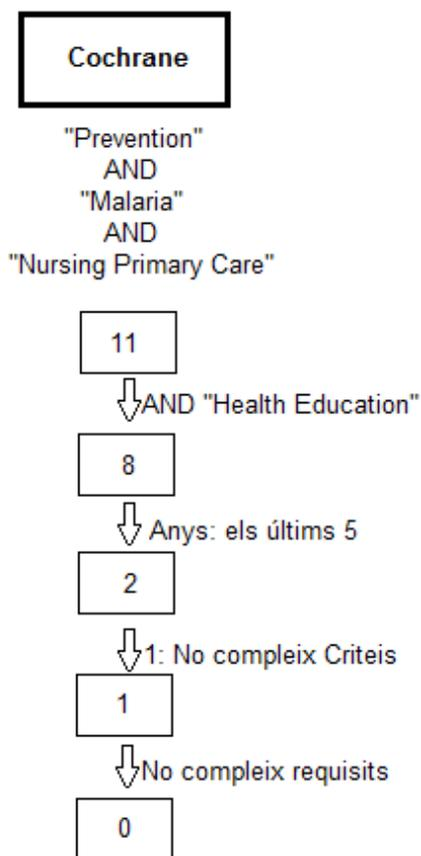 Cochrane
"Prevention"
AND
"Malaria"
AND
"Nursing Primary Care"
11
AND "Health Education"
8
Anys: els últims 5
2
1: No compleix Criteis
1
No compleix requisits
0